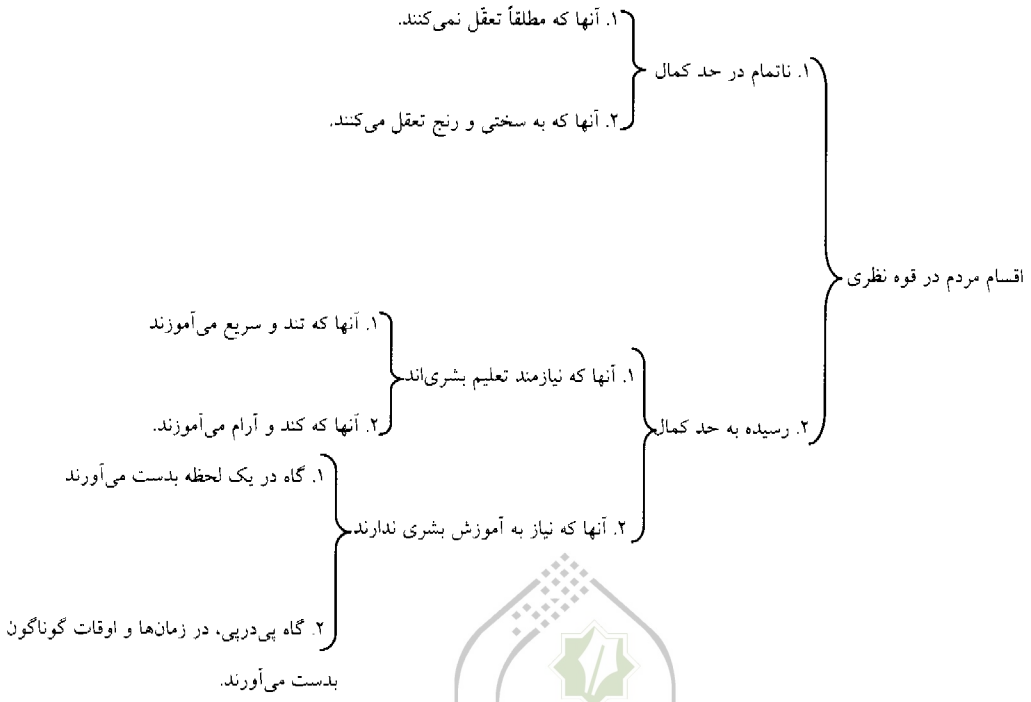 ۱. آنها که مطلقاً تعقّل نمی‌کنند.
۱. ناتمام در حد کمال
۲. آنها که به سختی و رنج تعقل می‌کنند.
اقسام مردم در قوه نظری
۱. آنها که تند و سریع می‌آموزند
۱. آنها که نیازمند تعلیم بشری‌اند
۲. آنها که کند و آرام می‌آموزند.
۲. رسیده به حد کمال
۱. گاه در یک لحظه بدست می‌آورند
۲. آنها که نیاز به آموزش بشری ندارند
۲. گاه پی‌درپی، در زمان‌ها و اوقات گوناگون
بدست می‌آورند.